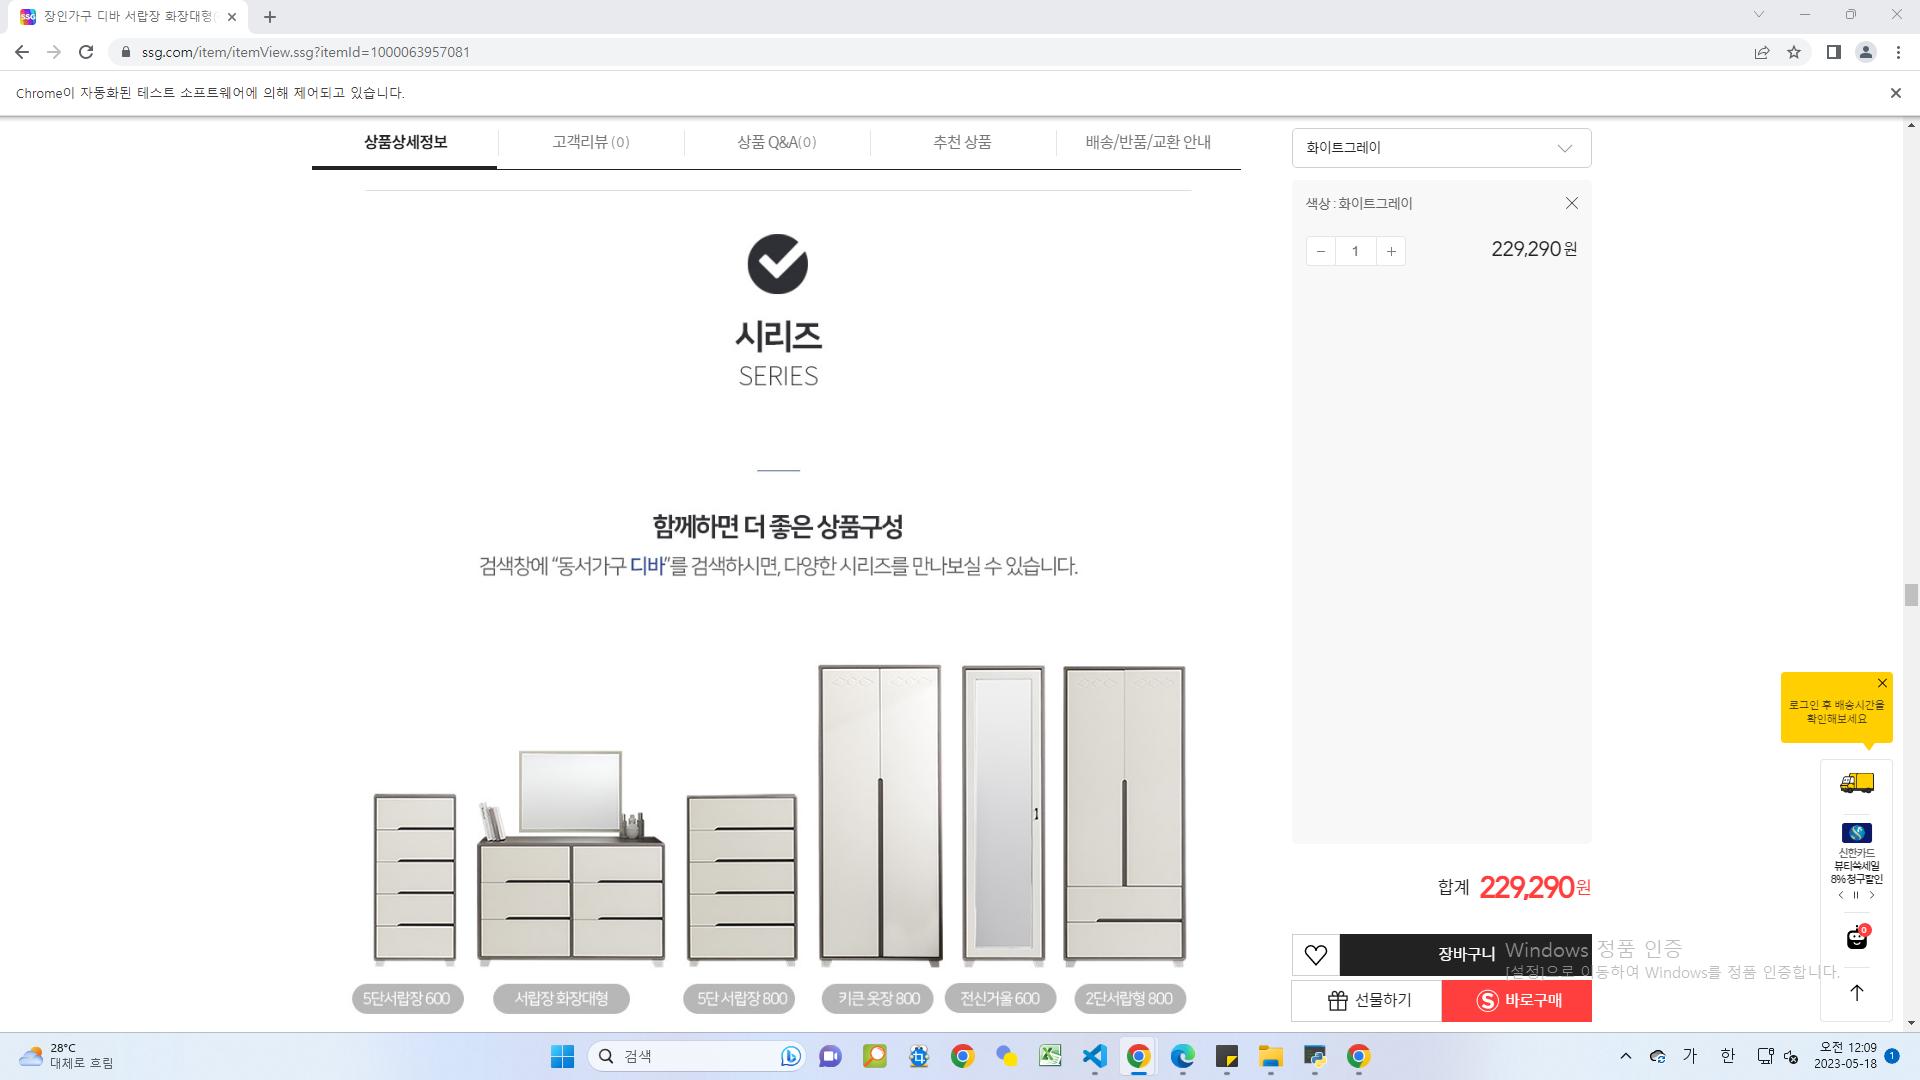 장인가구 디바 서랍장 화장대형
ssg.com/item/itemView.ssg?itemId=1000063957081
Chrome이 자동화된 테스트 소프트웨어에 의해 제어되고 있습니다.
상품상세정보
고객리뷰 (0)
상품 Q&A(0)
추천 상품
배송/반품/교환 안내
화이트그레이
색상 : 화이트그레이
1
229,290원
시리즈
SERIES
함께하면 더 좋은 상품구성
검색창에 “동서가구 디바”를 검색하시면, 다양한 시리즈를 만나보실 수 있습니다.
5단서랍장 600
서랍장 화장대형
5단 서랍장 800
키큰 옷장 800
전신거울 600
2단서랍형 800
합계 229,290원
장바구니
선물하기
바로구매
Windows 정품 인증
[설정]으로 이동하여 Windows를 정품 인증합니다.
로그인 후 배송시간을
확인해보세요
신한카드
뷰티쓱세일
8% 청구할인
0
28°C
대체로 흐림
검색
가
한
오전 12:09
2023-05-18
1